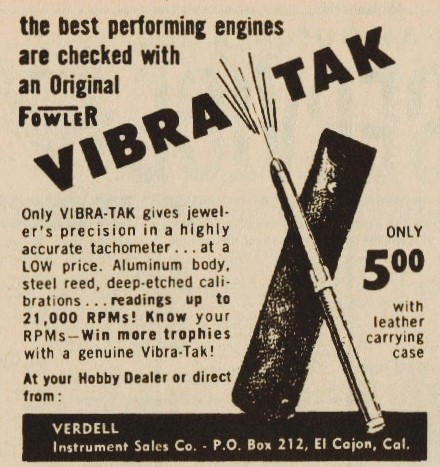 the best performing engines
are checked with
an Original
FOWLER
VIBRA TAK
Only VIBRA-TAK gives jewel-
er's precision in a highly
accurate tachometer . . . at a
LOW price. Aluminum body,
steel reed, deep-etched cali-
brations . . . readings up to
21,000 RPMs! Know your
RPMs—Win more trophies
with a genuine Vibra-Tak!
At your Hobby Dealer or direct
from:
ONLY
5 00
with
leather
carrying
case
VERDELL
Instrument Sales Co. - P.O. Box 212, El Cajon, Cal.